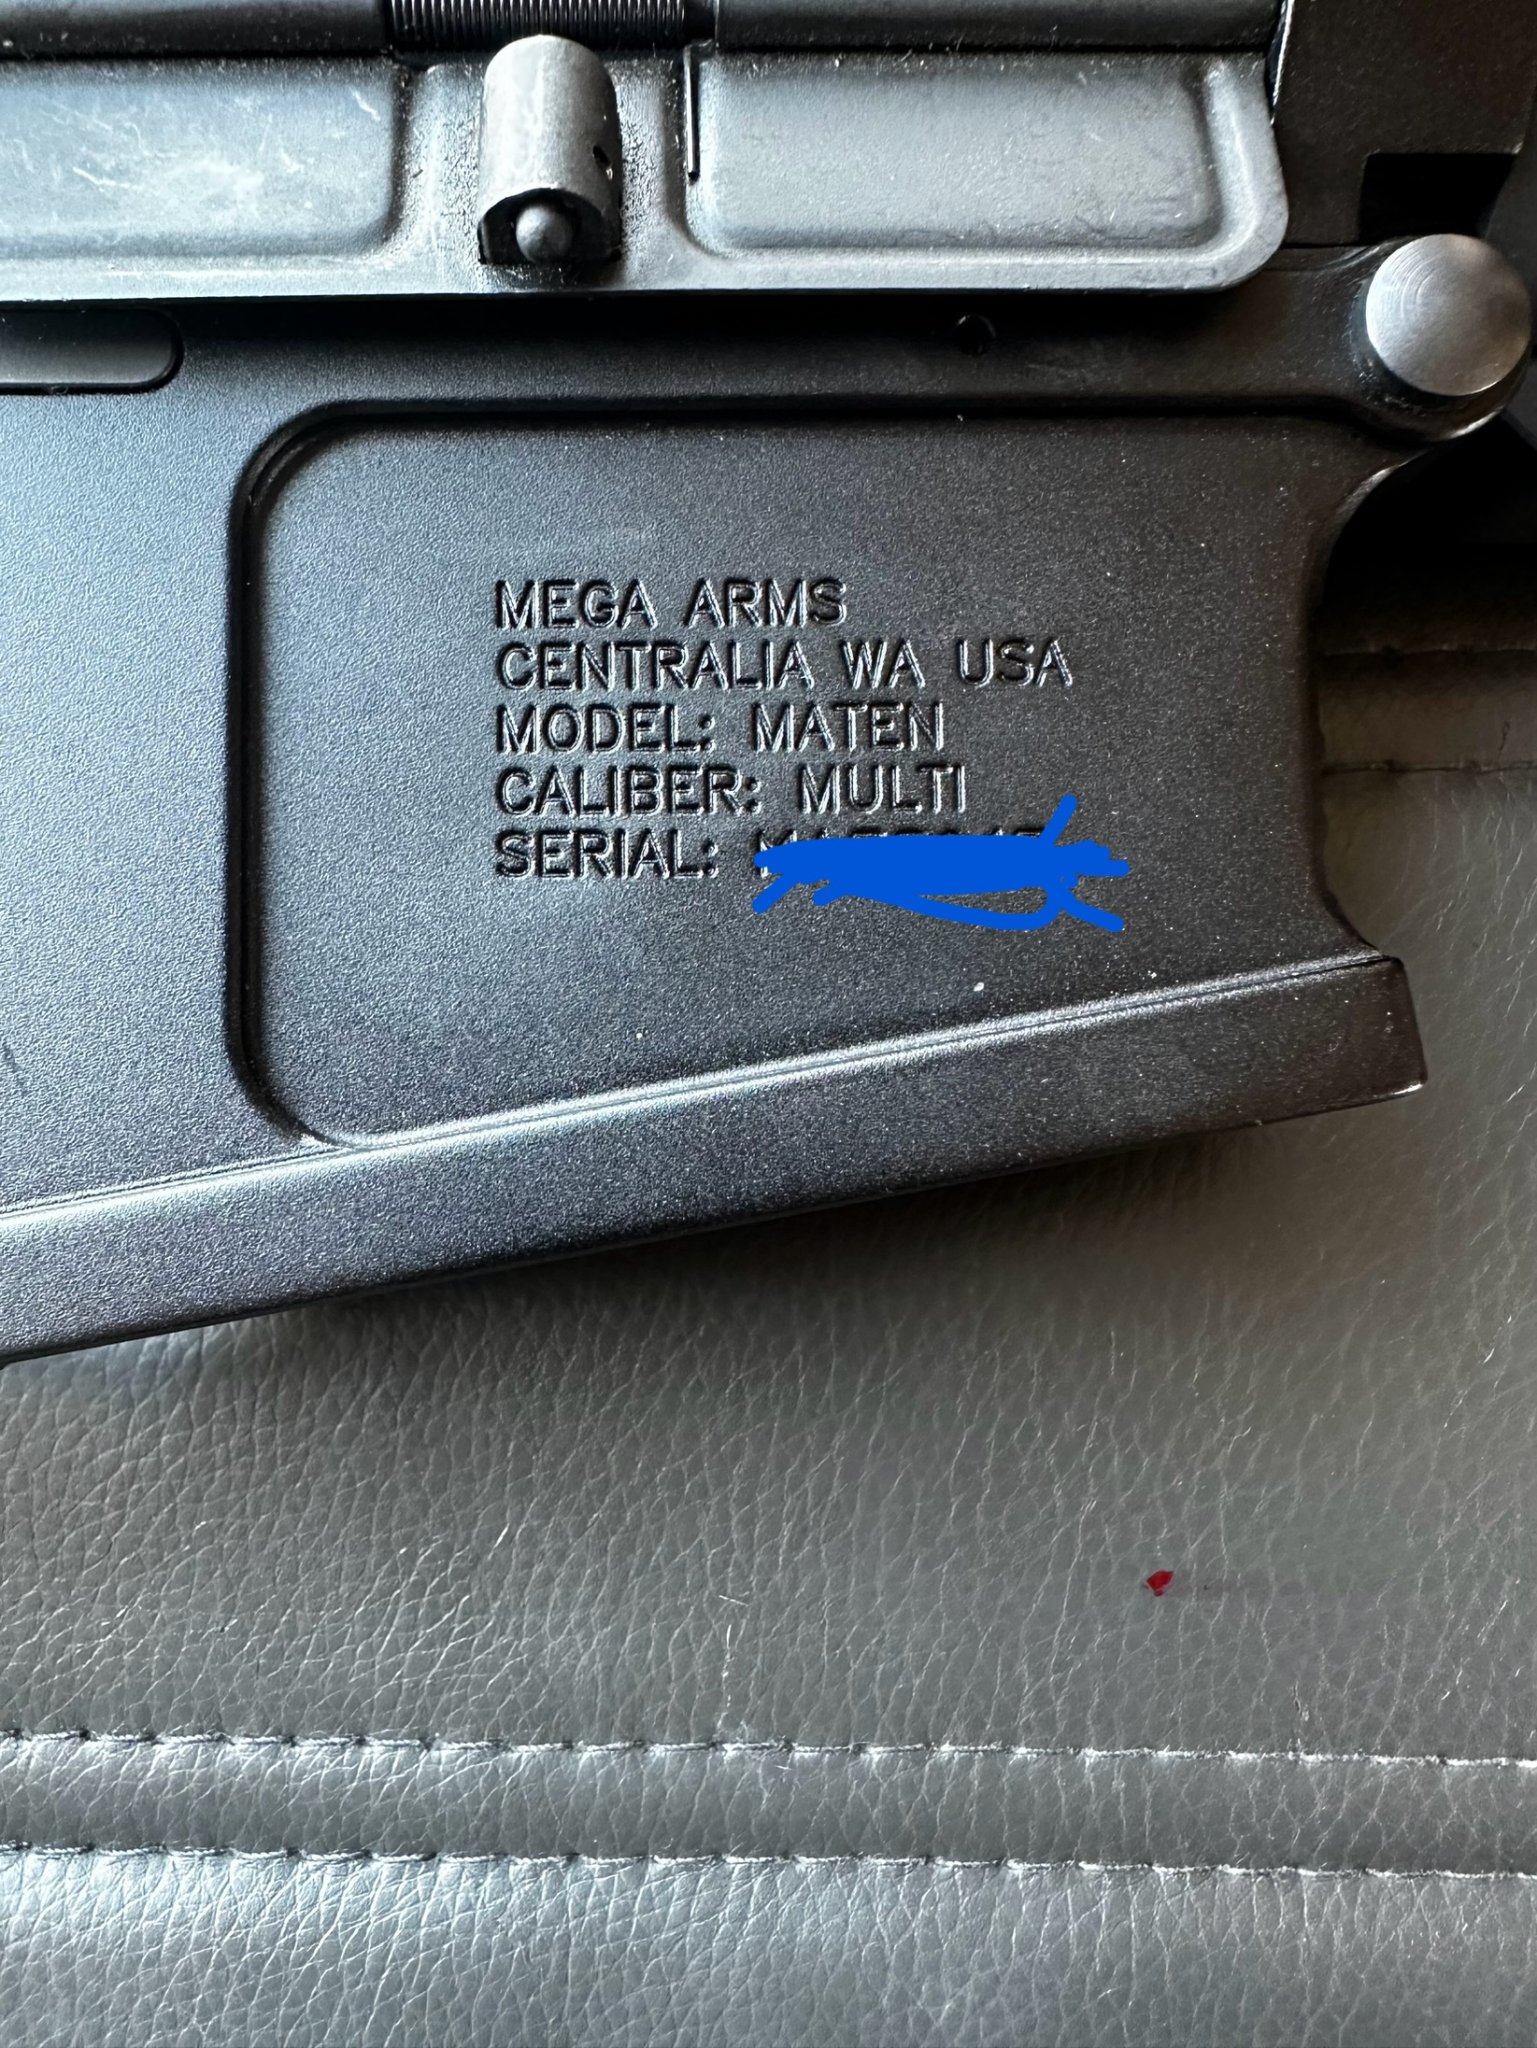 MEGA ARMS
CENTRALIA WA USA
MODEL: MATEN
CALIBER: MULTI
SERIAL: